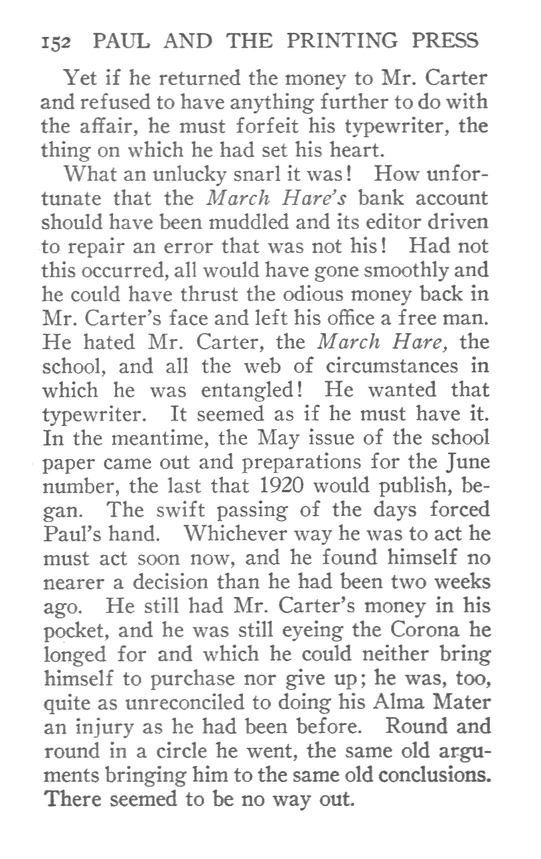 152 PAUL AND THE PRINTING PRESS
Yet if he returned the money to Mr. Carter
and refused to have anything further to do with
the affair, he must forfeit his typewriter, the
thing on which he had set his heart.
What an unlucky snarl it was! How unfor-
tunate that the March Hare's bank account
should have been muddled and its editor driven
to repair an error that was not his! Had not
this occurred, all would have gone smoothly and
he could have thrust the odious money back in
Mr. Carter's face and left his office a free man.
He hated Mr. Carter, the March Hare, the
school, and all the web of circumstances in
which he was entangled! He wanted that
typewriter. It seemed as if he must have it.
In the meantime, the May issue of the school
paper came out and preparations for the June
number, the last that 1920 would publish, be-
gan. The swift passing of the days forced
Paul's hand. Whichever way he was to act he
must act soon now, and he found himself no
nearer a decision than he had been two weeks
ago. He still had Mr. Carter's money in his
pocket, and he was still eyeing the Corona he
longed for and which he could neither bring
himself to purchase nor give up; he was, too,
quite as unreconciled to doing his Alma Mater
an injury as he had been before. Round and
round in a circle he went, the same old argu-
ments bringing him to the same old conclusions.
There seemed to be no way out.